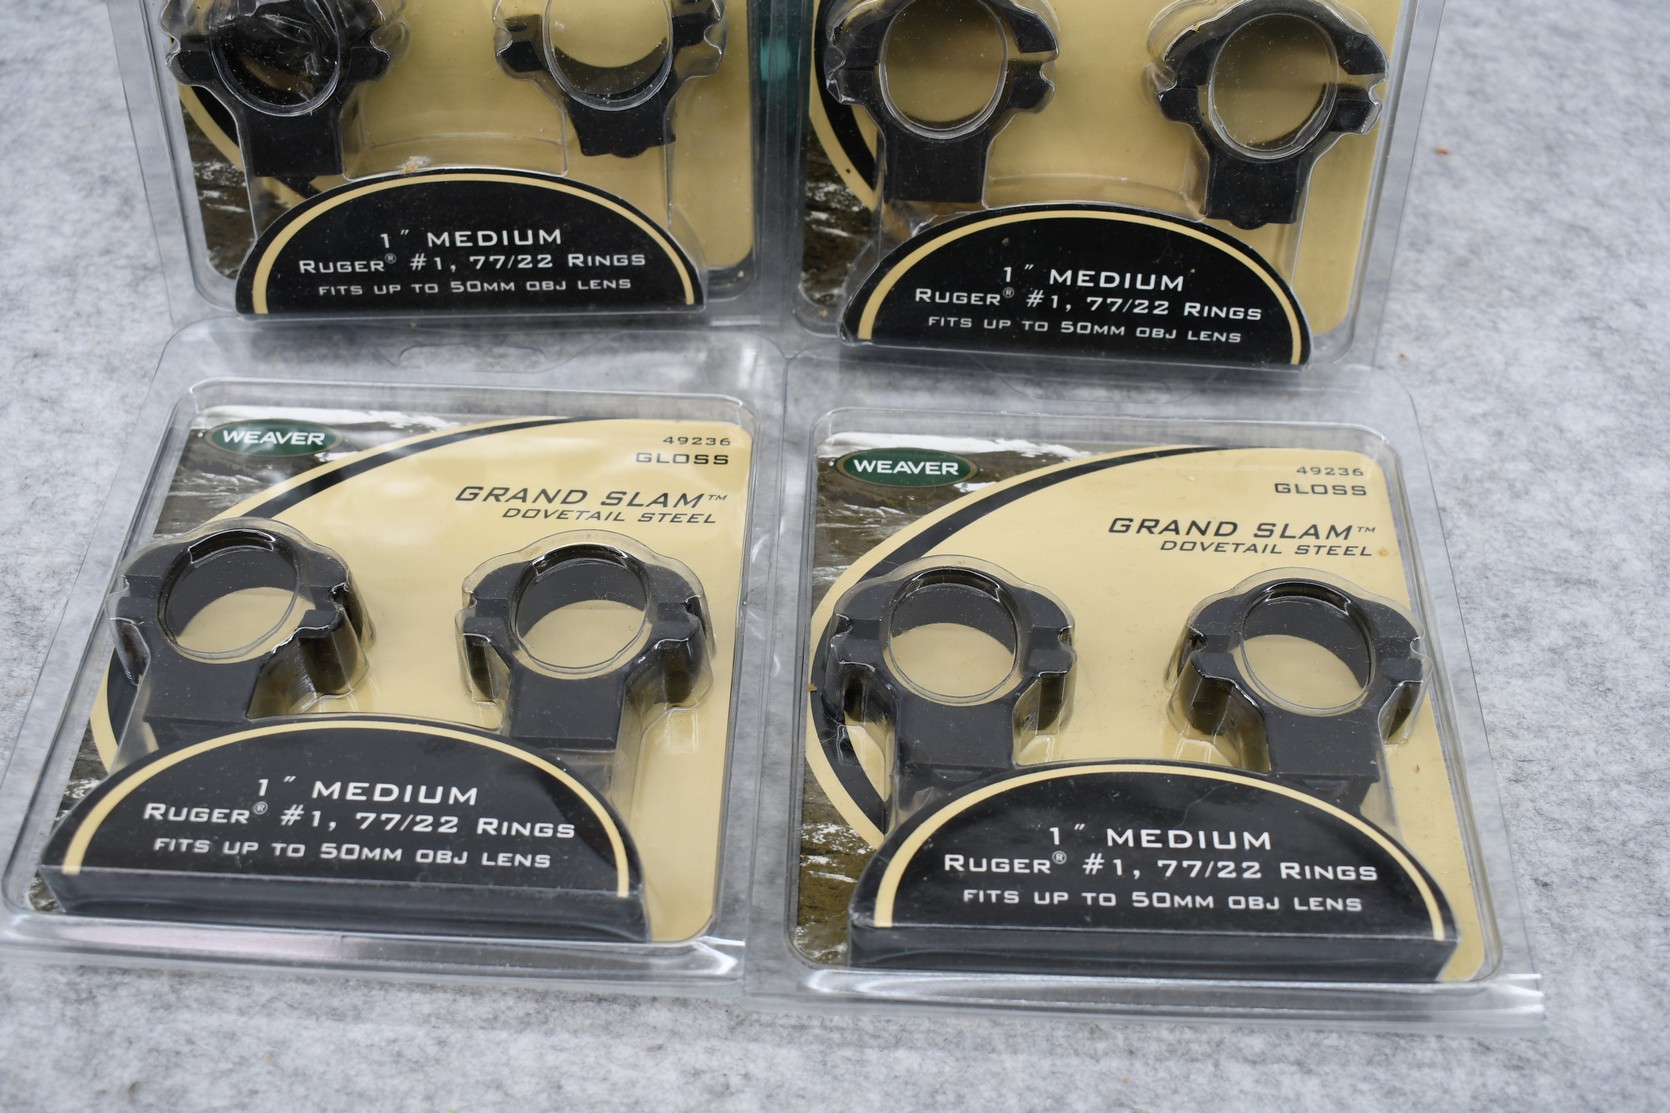 1" MEDIUM
RUGER® #1, 77/22 RINGS
FITS UP TO 50MM OBJ LENS
1" MEDIUM
RUGER® #1, 77/22 RINGS
FITS UP TO 50MM OBJ LENS
WEAVER
49236
GLOSS
GRAND SLAM™
DOVETAIL STEEL
1" MEDIUM
RUGER® #1, 77/22 RINGS
FITS UP TO 50MM OBJ LENS
WEAVER
49236
GLOSS
GRAND SLAM™
DOVETAIL STEEL
1" MEDIUM
RUGER® #1, 77/22 RINGS
FITS UP TO 50MM OBJ LENS